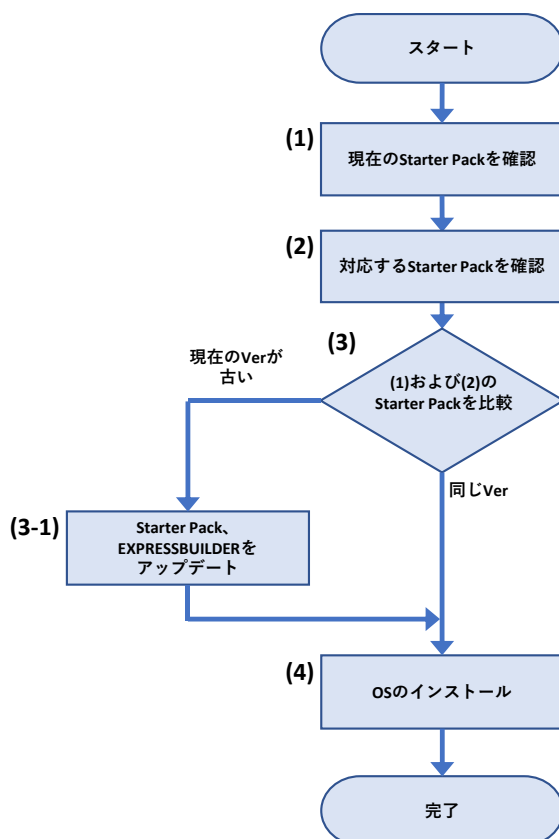 スタート
(1)
現在のStarter Packを確認
(2)
対応するStarter Packを確認
(3)
(1)および(2)の
Starter Packを比較
現在のVerが
古い
同じVer
(3-1)
Starter Pack、
EXPRESSBUILDERを
アップデート
(4)
OSのインストール
完了